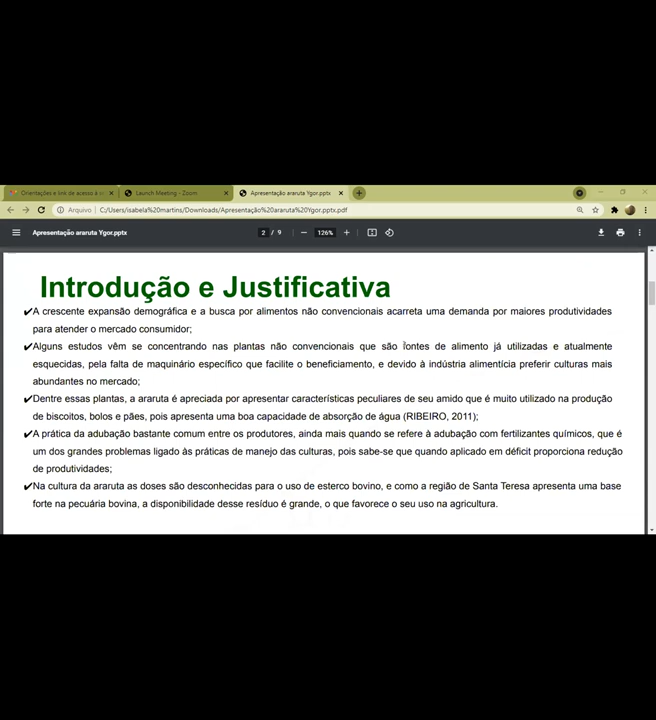 Orientações e link de acesso à vi
Launch Meeting - Zoom
Apresentação araruta Ygor.pptx
Arquivo
C:/Users/isabela%20martins/Downloads/Apresentação%20araruta%20Ygor.pptx.pdf
Apresentação araruta Ygor.pptx
2 / 9
126%
Introdução e Justificativa
✔A crescente expansão demográfica e a busca por alimentos não convencionais acarreta uma demanda por maiores produtividades
para atender o mercado consumidor;
✔Alguns estudos vêm se concentrando nas plantas não convencionais que são fontes de alimento já utilizadas e atualmente
esquecidas, pela falta de maquinário específico que facilite o beneficiamento, e devido à indústria alimentícia preferir culturas mais
abundantes no mercado;
✔Dentre essas plantas, a araruta é apreciada por apresentar características peculiares de seu amido que é muito utilizado na produção
de biscoitos, bolos e pães, pois apresenta uma boa capacidade de absorção de água (RIBEIRO, 2011);
✔A prática da adubação bastante comum entre os produtores, ainda mais quando se refere à adubação com fertilizantes químicos, que é
um dos grandes problemas ligado às práticas de manejo das culturas, pois sabe-se que quando aplicado em déficit proporciona redução
de produtividades;
✔Na cultura da araruta as doses são desconhecidas para o uso de esterco bovino, e como a região de Santa Teresa apresenta uma base
forte na pecuária bovina, a disponibilidade desse resíduo é grande, o que favorece o seu uso na agricultura.